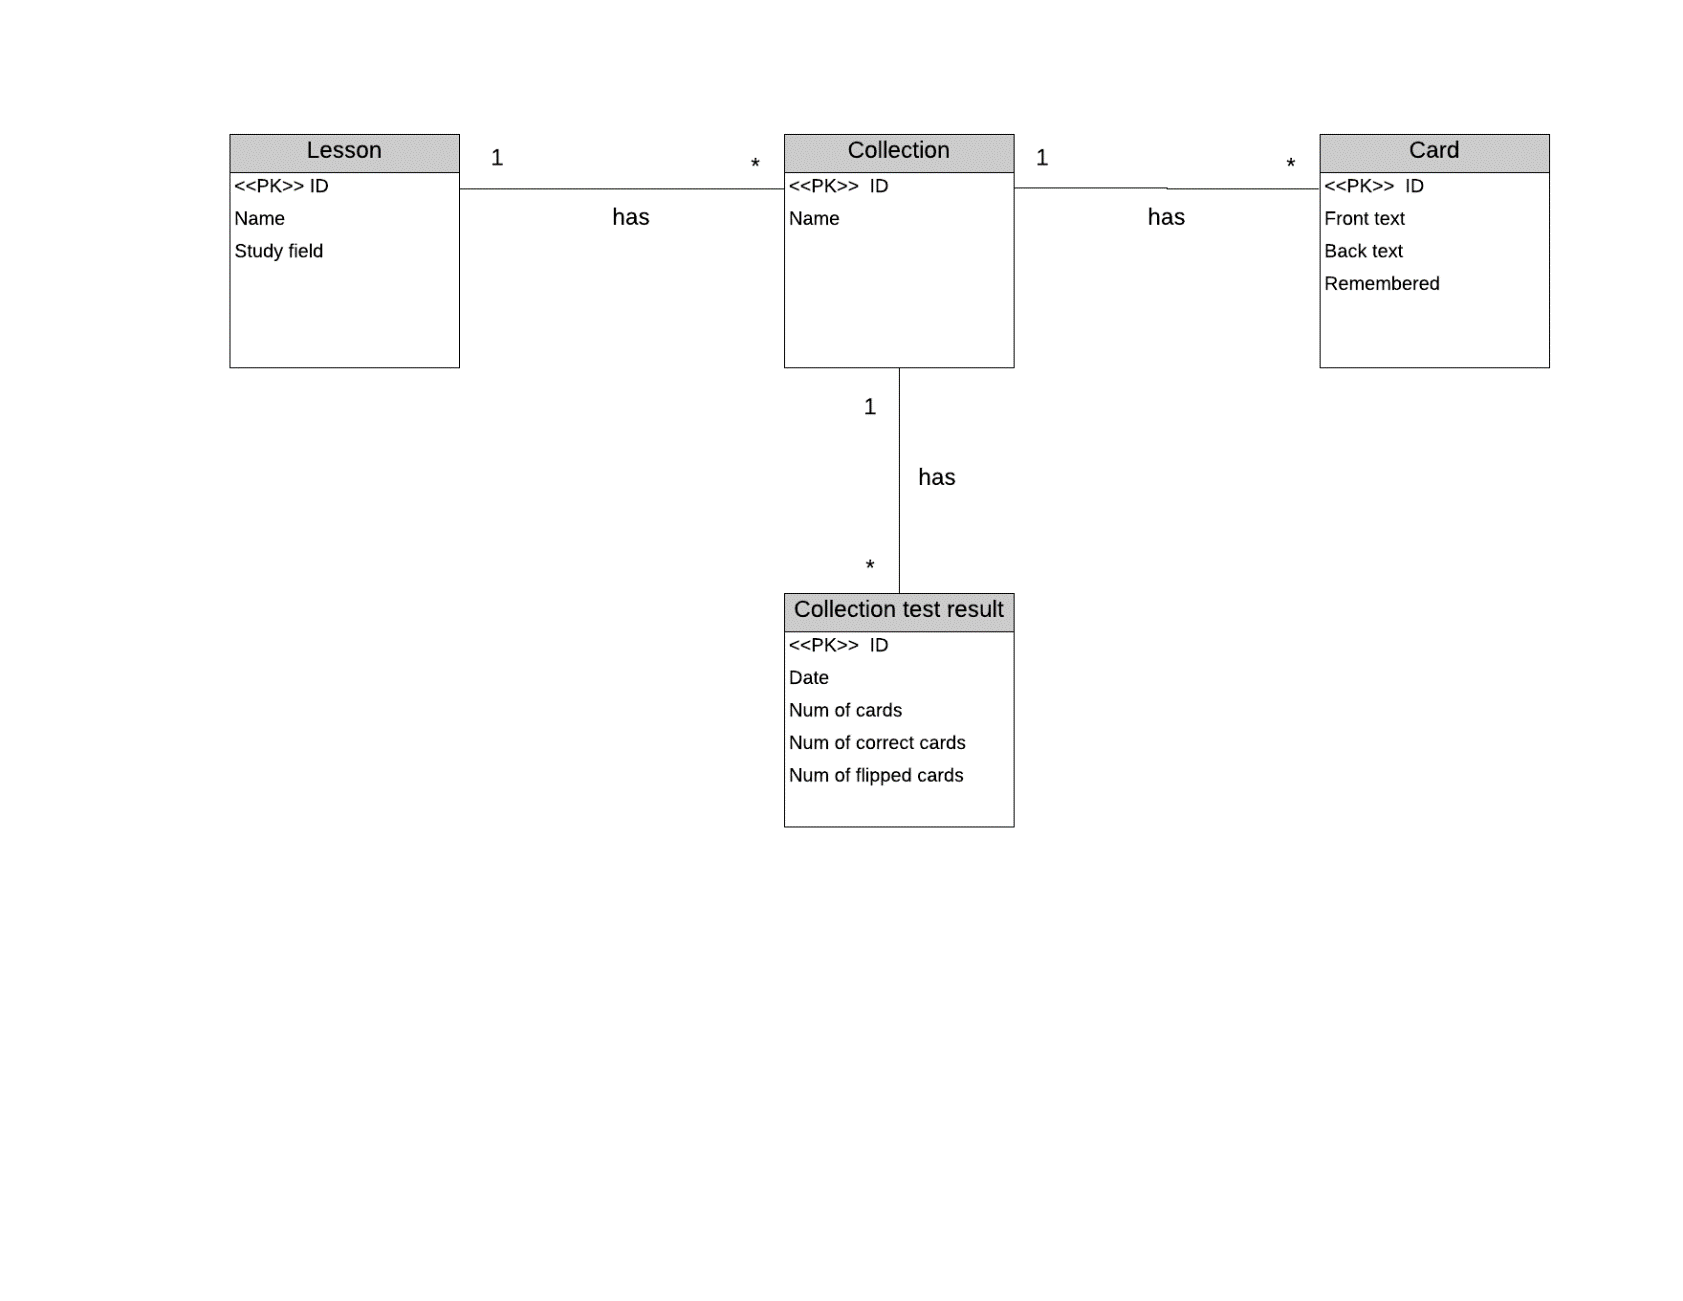 Lesson
<<PK>> ID
Name
Study field
1
*
has
Collection
<<PK>> ID
Name
1
*
has
Card
<<PK>> ID
Front text
Back text
Remembered
1
has
*
Collection test result
<<PK>> ID
Date
Num of cards
Num of correct cards
Num of flipped cards